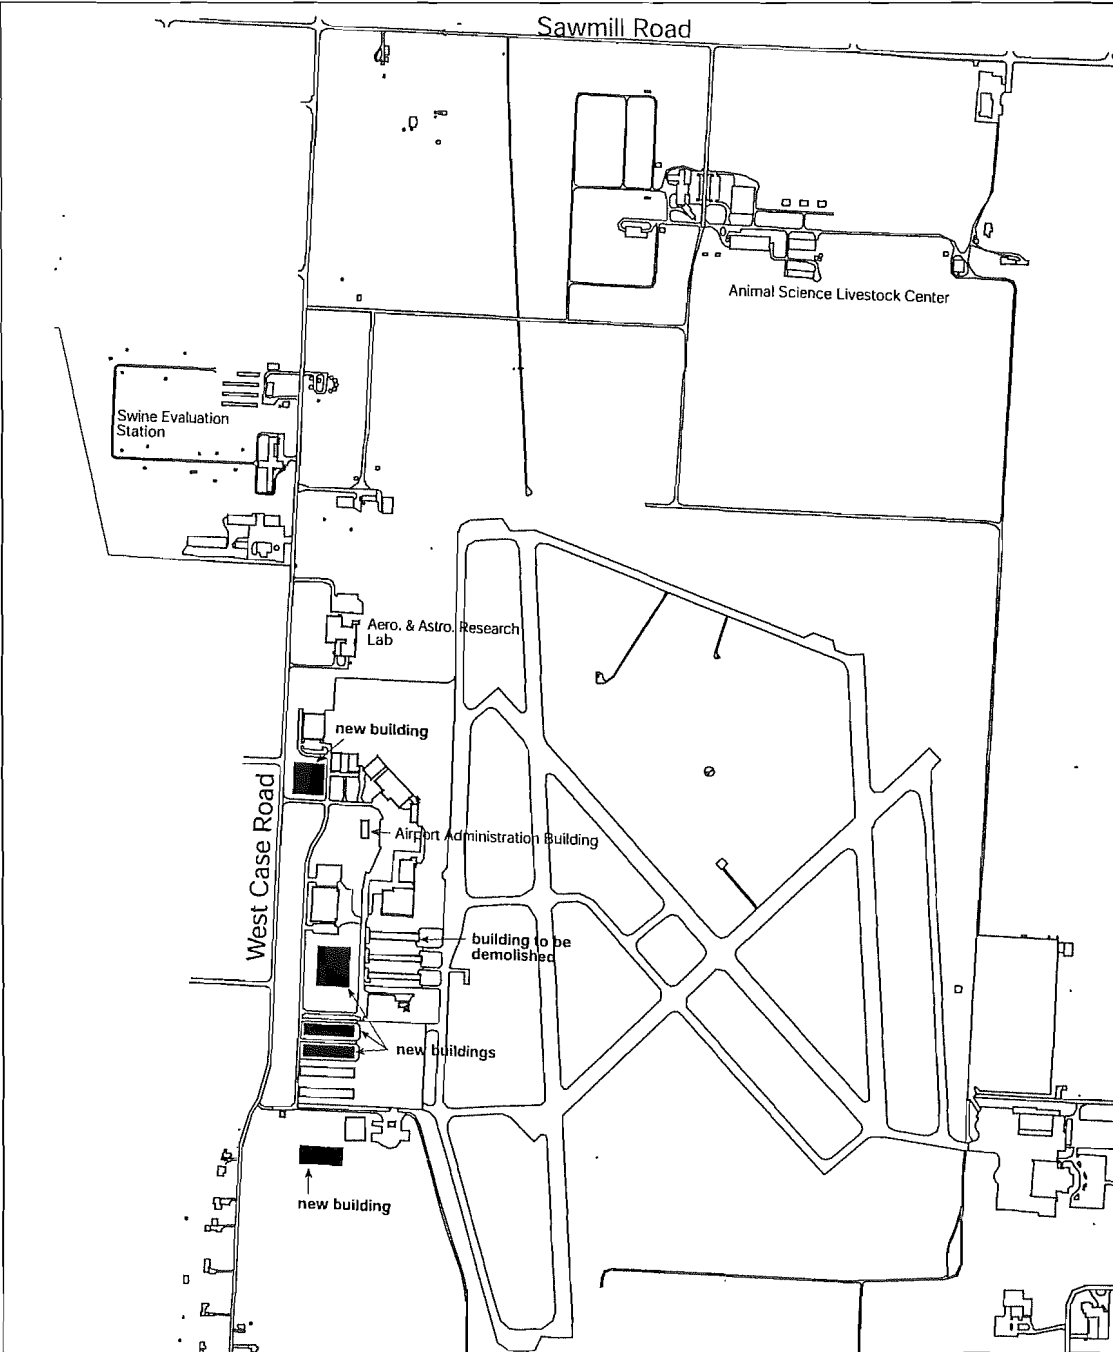 Sawmill Road
Animal Science Livestock Center
Swine Evaluation
Station
Aero. & Astro. Research
Lab
new building
West Case Road
Airport Administration Building
building to be
demolished
new buildings
new building